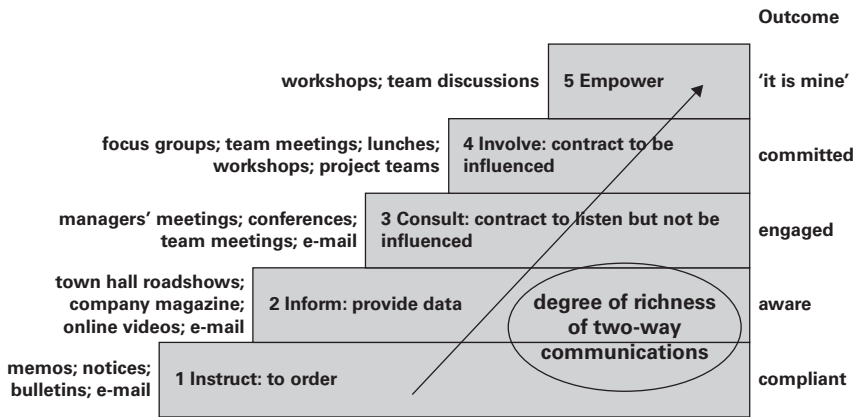 Outcome
workshops; team discussions
5 Empower
'it is mine'
focus groups; team meetings; lunches;
workshops; project teams
4 Involve: contract to be
influenced
committed
managers' meetings; conferences;
team meetings; e-mail
3 Consult: contract to listen but not be
influenced
engaged
town hall roadshows;
company magazine;
online videos; e-mail
2 Inform: provide data
degree of richness
of two-way
communications
aware
memos; notices;
bulletins; e-mail
1 Instruct: to order
compliant